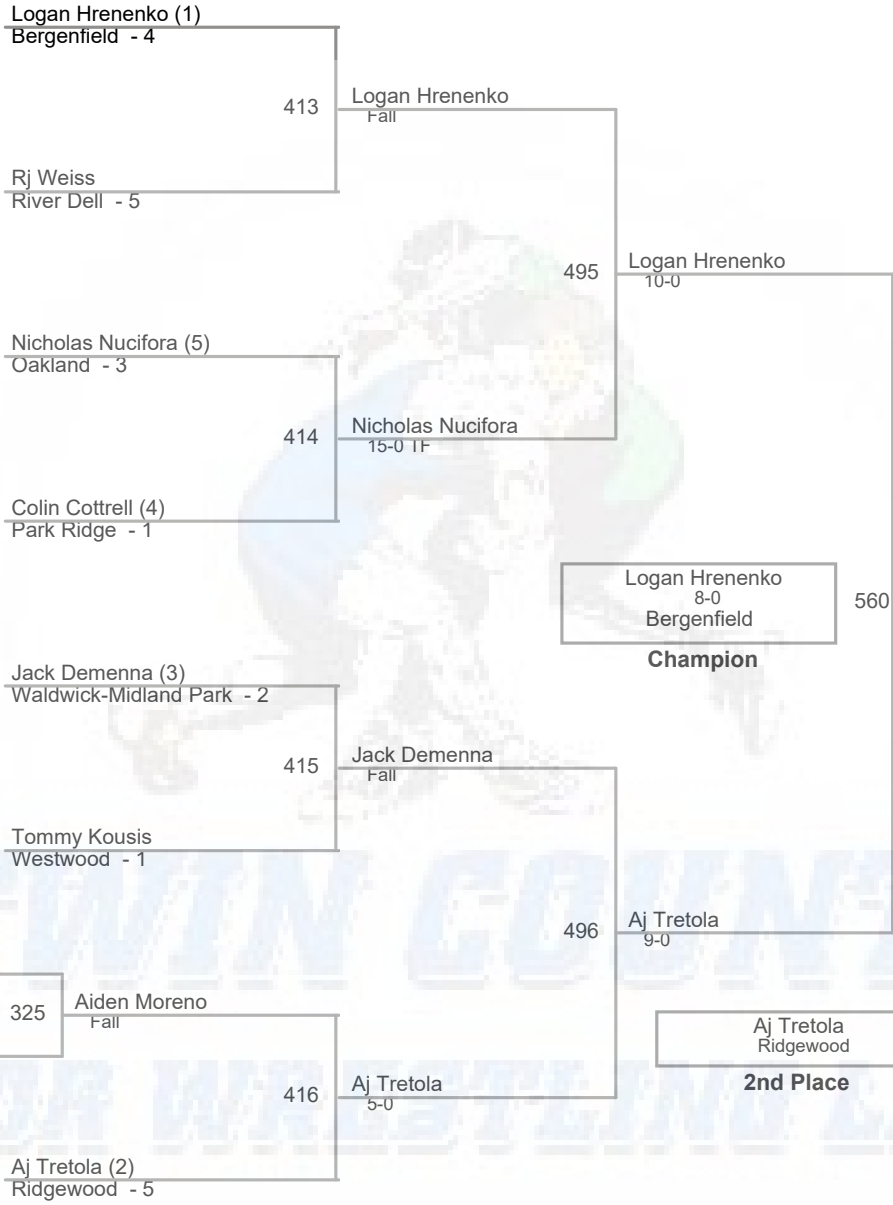 Logan Hrenenko (1)
Bergenfield - 4
413
Logan Hrenenko
Fall
Rj Weiss
River Dell - 5
495
Logan Hrenenko
10-0
Nicholas Nucifora (5)
Oakland - 3
414
Nicholas Nucifora
15-0 TF
Colin Cottrell (4)
Park Ridge - 1
Logan Hrenenko
8-0
Bergenfield
560
Champion
Jack Demenna (3)
Waldwick-Midland Park - 2
415
Jack Demenna
Fall
Tommy Kousis
Westwood - 1
TWIN COUNT
496
Aj Tretola
9-0
325
Aiden Moreno
Fall
Aj Tretola
Ridgewood
2nd Place
416
Aj Tretola
5-0
OR WRESTLING L
Aj Tretola (2)
Ridgewood - 5